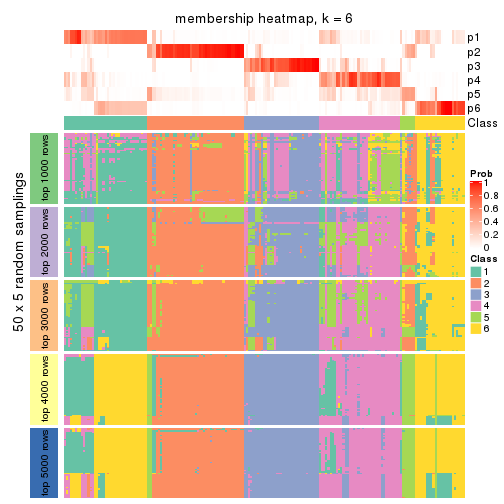 membership heatmap, k = 6
p1
p2
p3
p4
p5
p6
Class
50 x 5 random samplings
top 1000 rows
top 2000 rows
top 3000 rows
top 4000 rows
top 5000 rows
Prob
1
0.8
0.6
0.4
0.2
0
Class
1
2
3
4
5
6